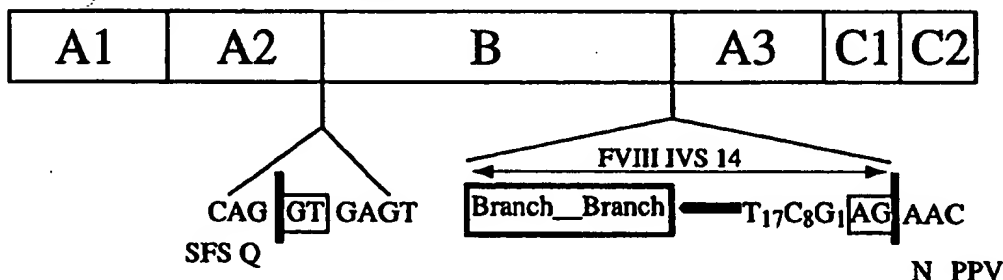 A1 A2 B A3 C1 C2
FVIII IVS 14
CAG GT GAGT Branch__Branch T17C8G1 AG AAC
SFS Q
N PPV